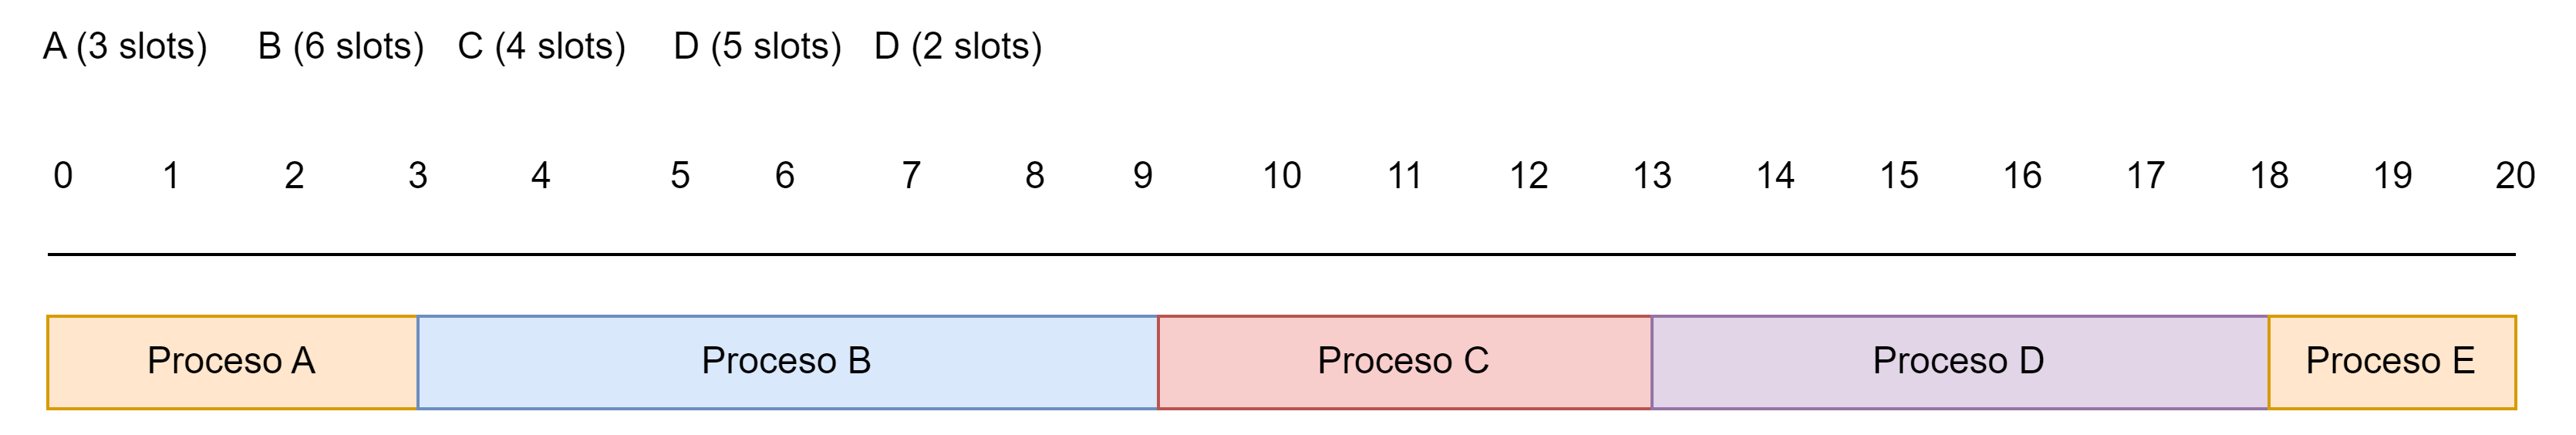 A (3 slots) B (6 slots) C (4 slots) D (5 slots) D (2 slots)
0 1 2 3 4 5 6 7 8 9 10 11 12 13 14 15 16 17 18 19 20
Proceso A Proceso B Proceso C Proceso D Proceso E